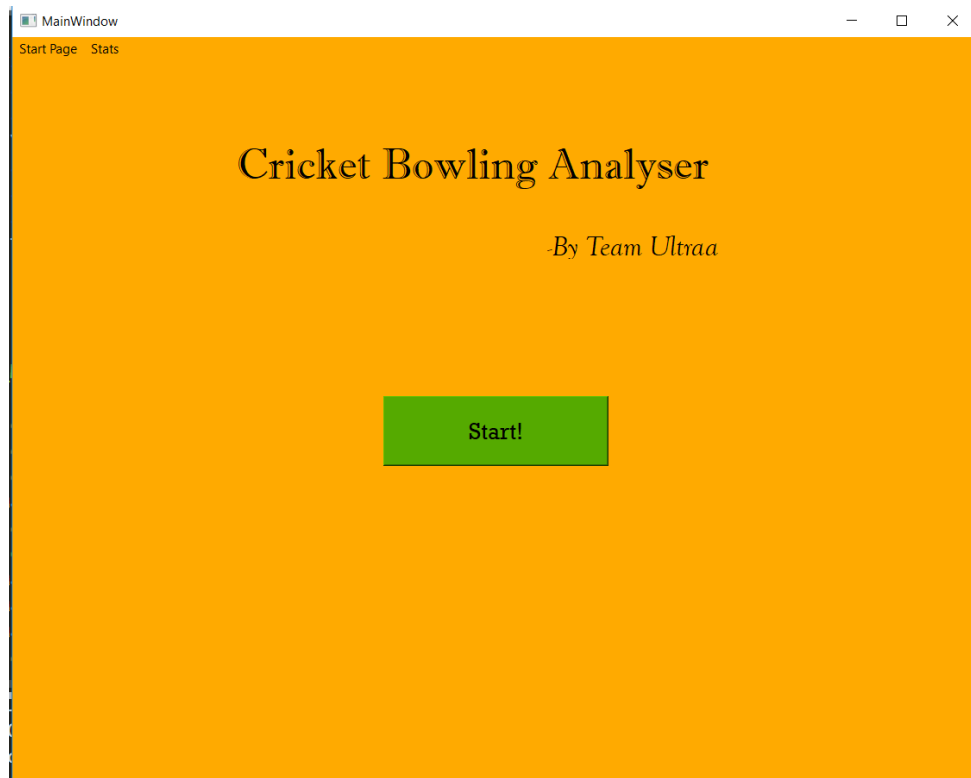 MainWindow
Start Page Stats
Cricket Bowling Analyser
-By Team Ultraa
Start!